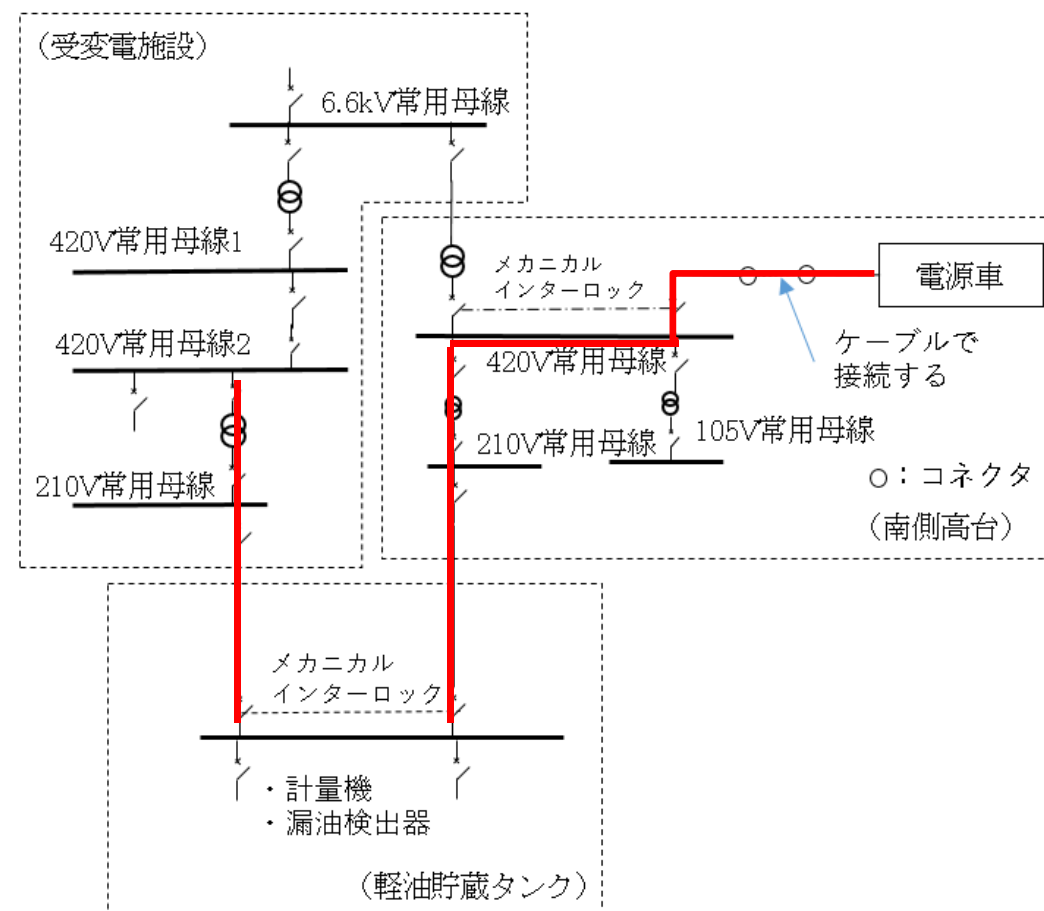 （受変電施設）
6.6kV常用母線
420V常用母線1
420V常用母線2
210V常用母線
メカニカル
インターロック
電源車
ケーブルで
接続する
420V常用母線
210V常用母線
105V常用母線
○：コネクタ
（南側高台）
メカニカル
インターロック
・計量機
・漏油検出器
（軽油貯蔵タンク）